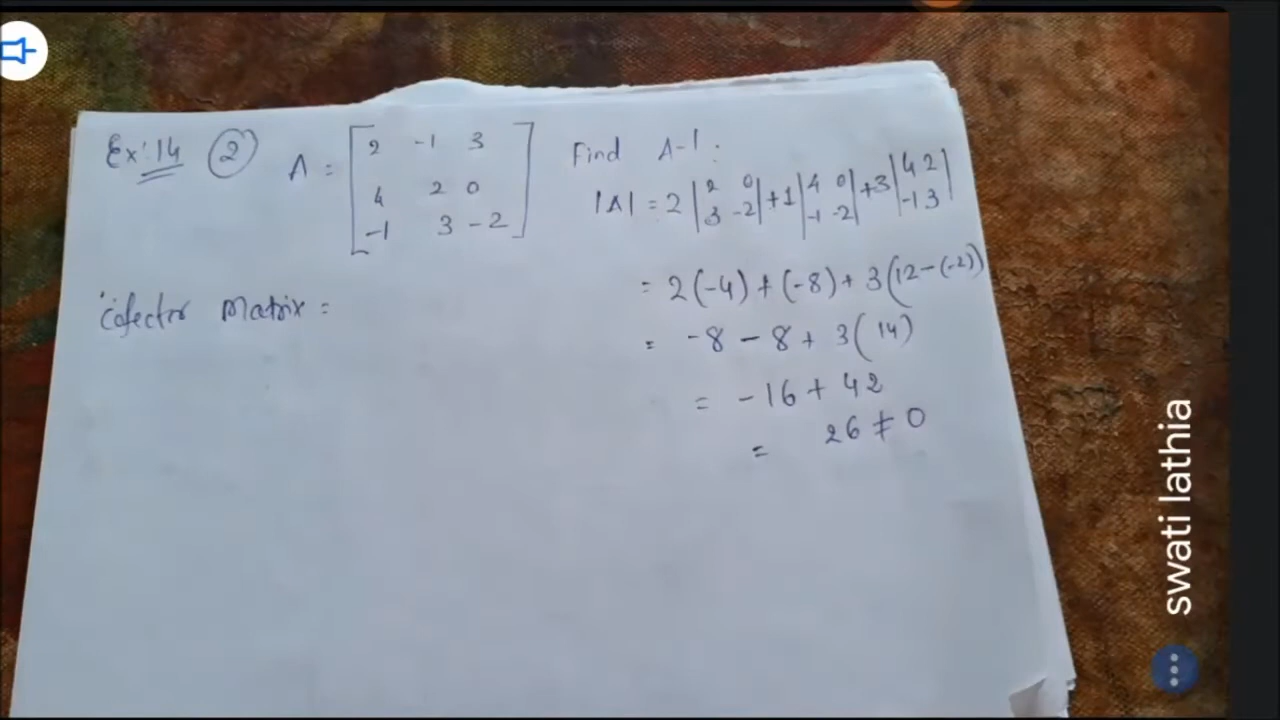 Ex:14 (2) A = [2 -1 3 Find A-1:
4 2 0
-1 3 -2]
|A| = 2 |2 0 3 -2| +1 |4 0 -1 -2| +3 |4 2 -1 3|
= 2(-4) + (-8) + 3(12-(-2))
= -8 - 8 + 3(14)
= -16 + 42
= 26 ≠ 0
Cofector Matrix =
swati lathia